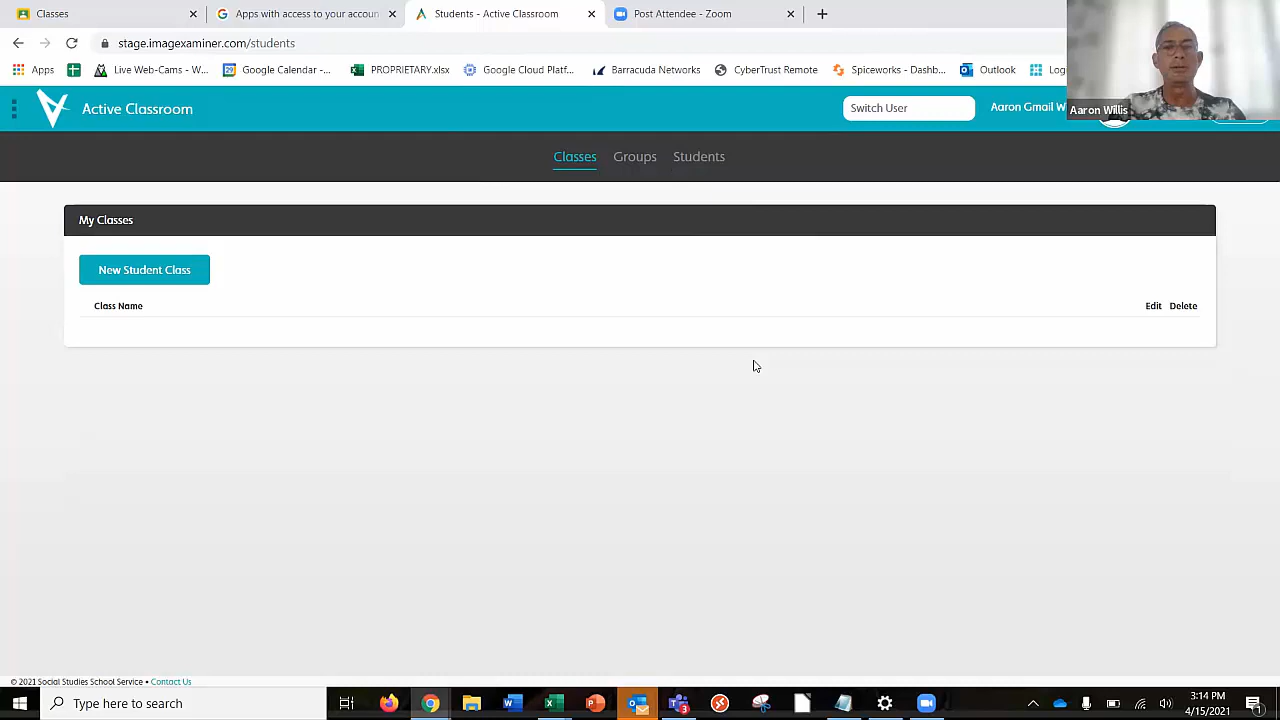 Classes
Apps with access to your accoun
Students - Active Classroom
Post Attendee - Zoom
stage.imagexaminer.com/students
Apps
Live Web-Cams - W...
Google Calendar - ...
PROPRIETARY.xlsx
Google Cloud Platf...
Barracuda Networks
CyberTrust Remote
Spiceworks - Dashb...
Outlook
Log
Active Classroom
Switch User
Aaron Gmail W
Aaron Willis
Classes Groups Students
My Classes
New Student Class
Class Name Edit Delete
© 2021 Social Studies School Service • Contact Us
Type here to search
3:14 PM
4/15/2021